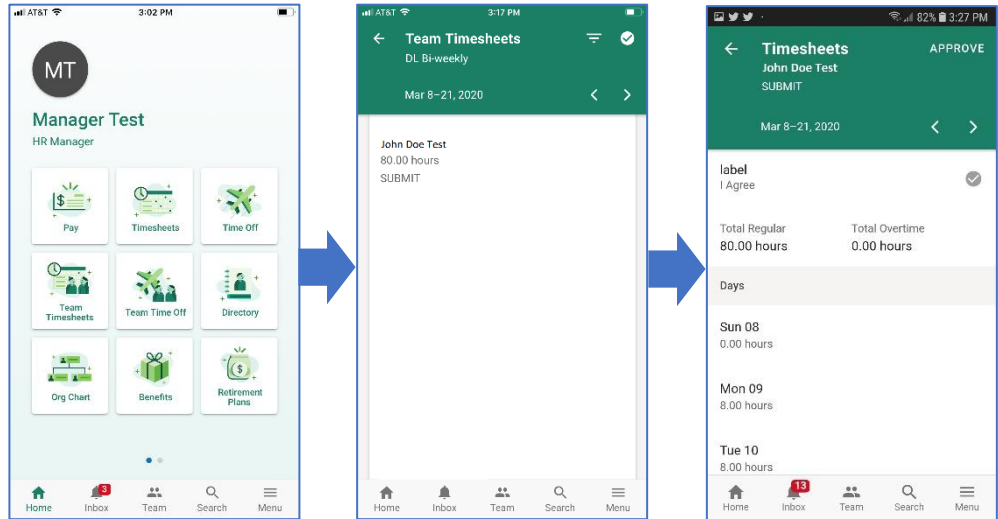 AT&T 3:02 PM
MT
Manager Test
HR Manager
Pay
Timesheets
Time Off
Team
Timesheets
Team Time Off
Directory
Org Chart
Benefits
Retirement
Plans
3
Home Inbox Team Search Menu
AT&T 3:17 PM
Team Timesheets
DL Bi-weekly
Mar 8–21, 2020
John Doe Test
80.00 hours
SUBMIT
Home Inbox Team Search Menu
82% 3:27 PM
Timesheets APPROVE
John Doe Test
SUBMIT
Mar 8–21, 2020
label
I Agree
Total Regular Total Overtime
80.00 hours 0.00 hours
Days
Sun 08
0.00 hours
Mon 09
8.00 hours
Tue 10
8.00 hours
13
Home Inbox Team Search Menu